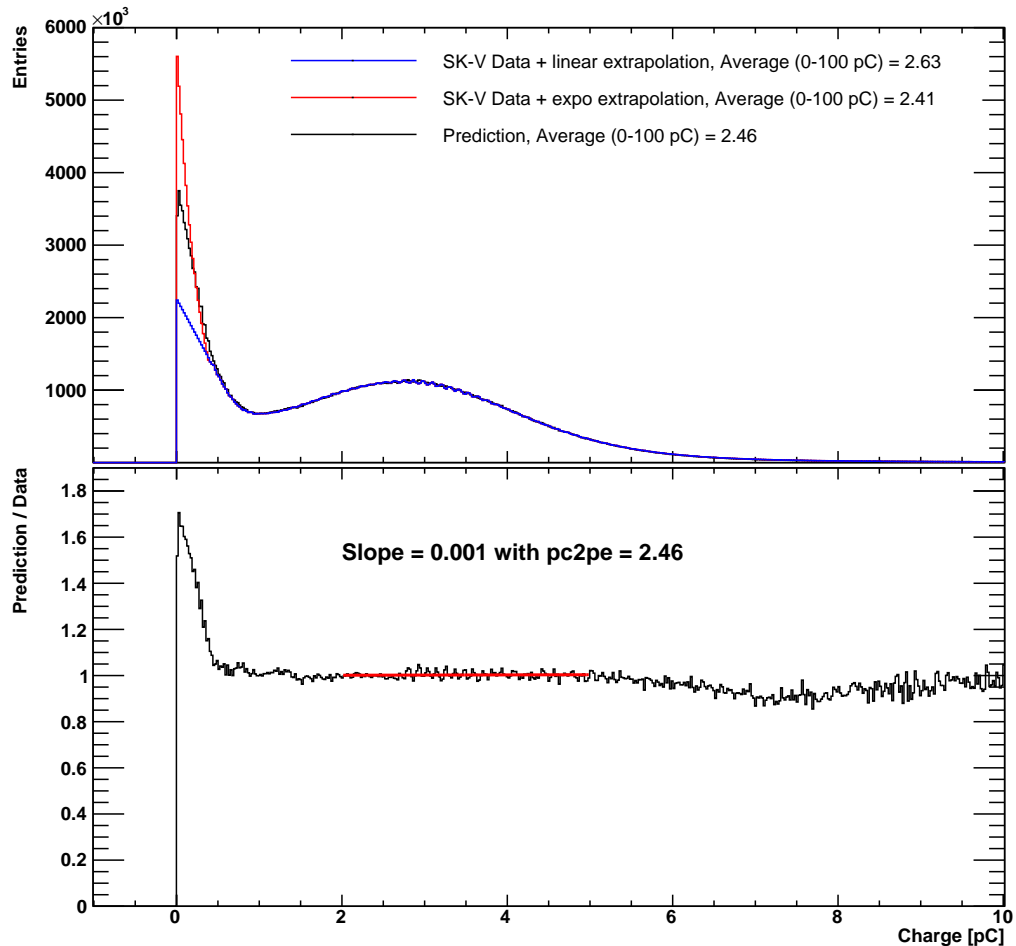 ×10³
Entries
6000
5000
4000
3000
2000
1000
SK-V Data + linear extrapolation, Average (0-100 pC) = 2.63
SK-V Data + expo extrapolation, Average (0-100 pC) = 2.41
Prediction, Average (0-100 pC) = 2.46
Prediction / Data
1.8
1.6
1.4
1.2
1
0.8
0.6
0.4
0.2
0
Slope = 0.001 with pc2pe = 2.46
0 2 4 6 8 10
Charge [pC]